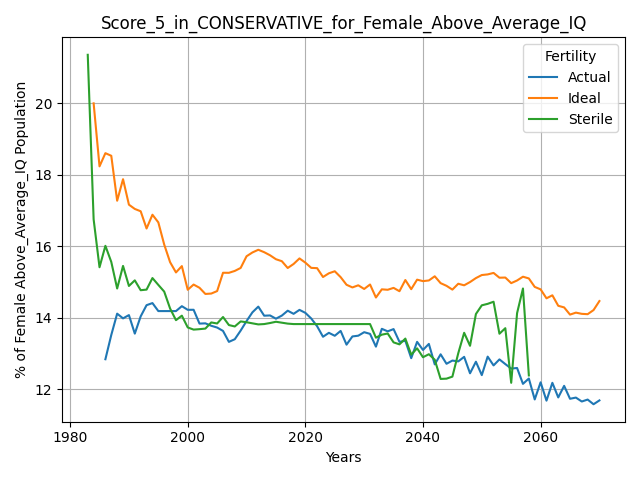 Score_5_in_CONSERVATIVE_for_Female_Above_Average_IQ
% of Female Above_Average_IQ Population
20
18
16
14
12
Fertility
Actual
Ideal
Sterile
1980
2000
2020
2040
2060
Years